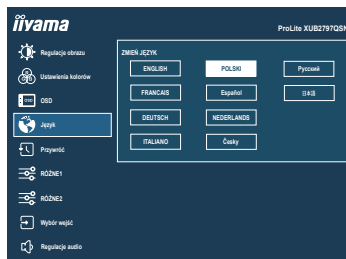 iiyama
ProLite XUB2797QSN
Regulacje obrazu
Ustawienia kolorów
OSD
OSD
Język
Przywróć
RÓŻNE1
RÓŻNE2
Wybór wejść
Regulacje audio
ZMIEŃ JĘZYK
ENGLISH
POLSKI
Русский
FRANCAIS
Español
日本語
DEUTSCH
NEDERLANDS
ITALIANO
Česky